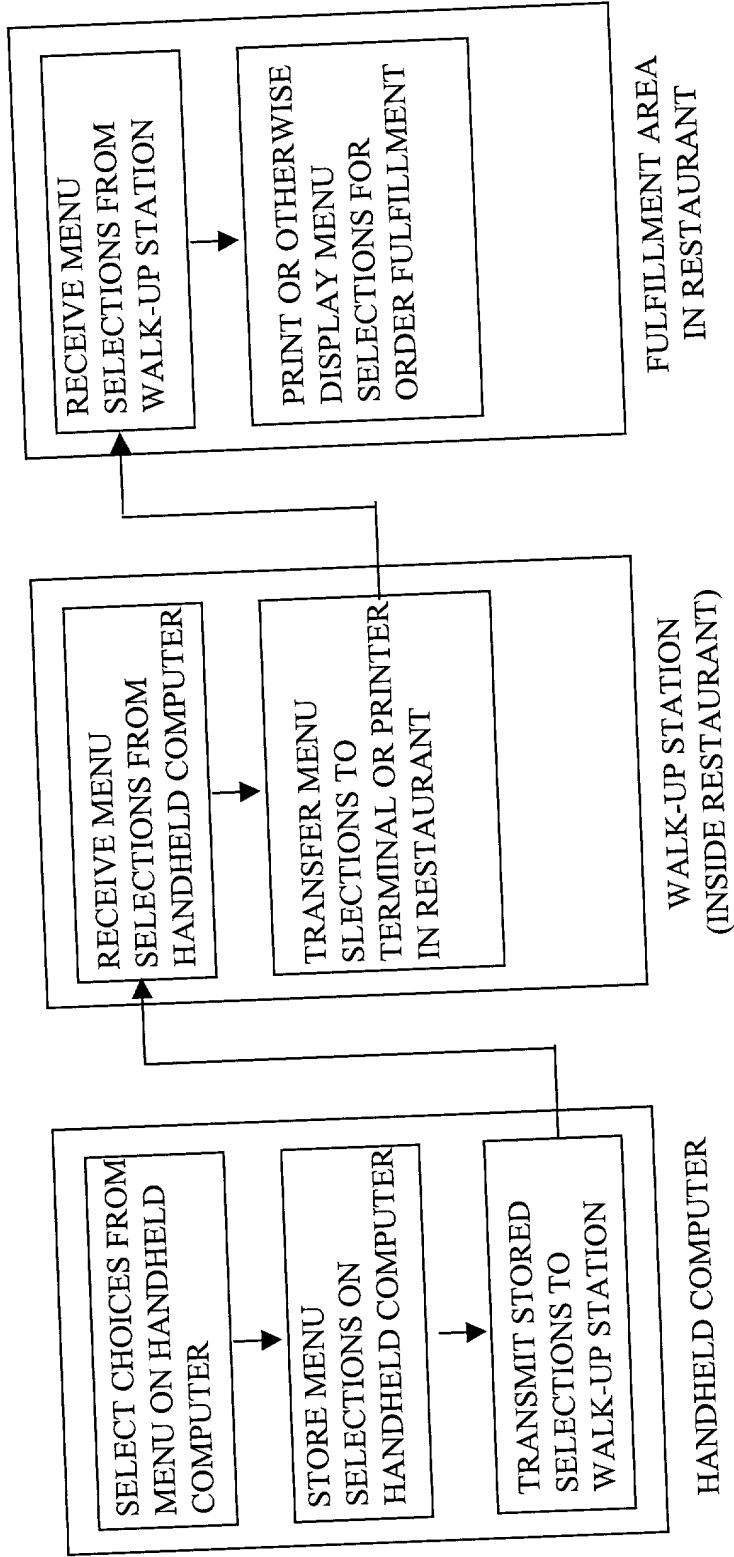 SELECT CHOICES FROM
MENU ON HANDHELD
COMPUTER
STORE MENU
SELECTIONS ON
HANDHELD COMPUTER
TRANSMIT STORED
SELECTIONS TO
WALK-UP STATION
HANDHELD COMPUTER
RECEIVE MENU
SELECTIONS FROM
HANDHELD COMPUTER
TRANSFER MENU
SLECTIONS TO
TERMINAL OR PRINTER
IN RESTAURANT
WALK-UP STATION
(INSIDE RESTAURANT)
RECEIVE MENU
SELECTIONS FROM
WALK-UP STATION
PRINT OR OTHERWISE
DISPLAY MENU
SELECTIONS FOR
ORDER FULFILLMENT
FULFILLMENT AREA
IN RESTAURANT